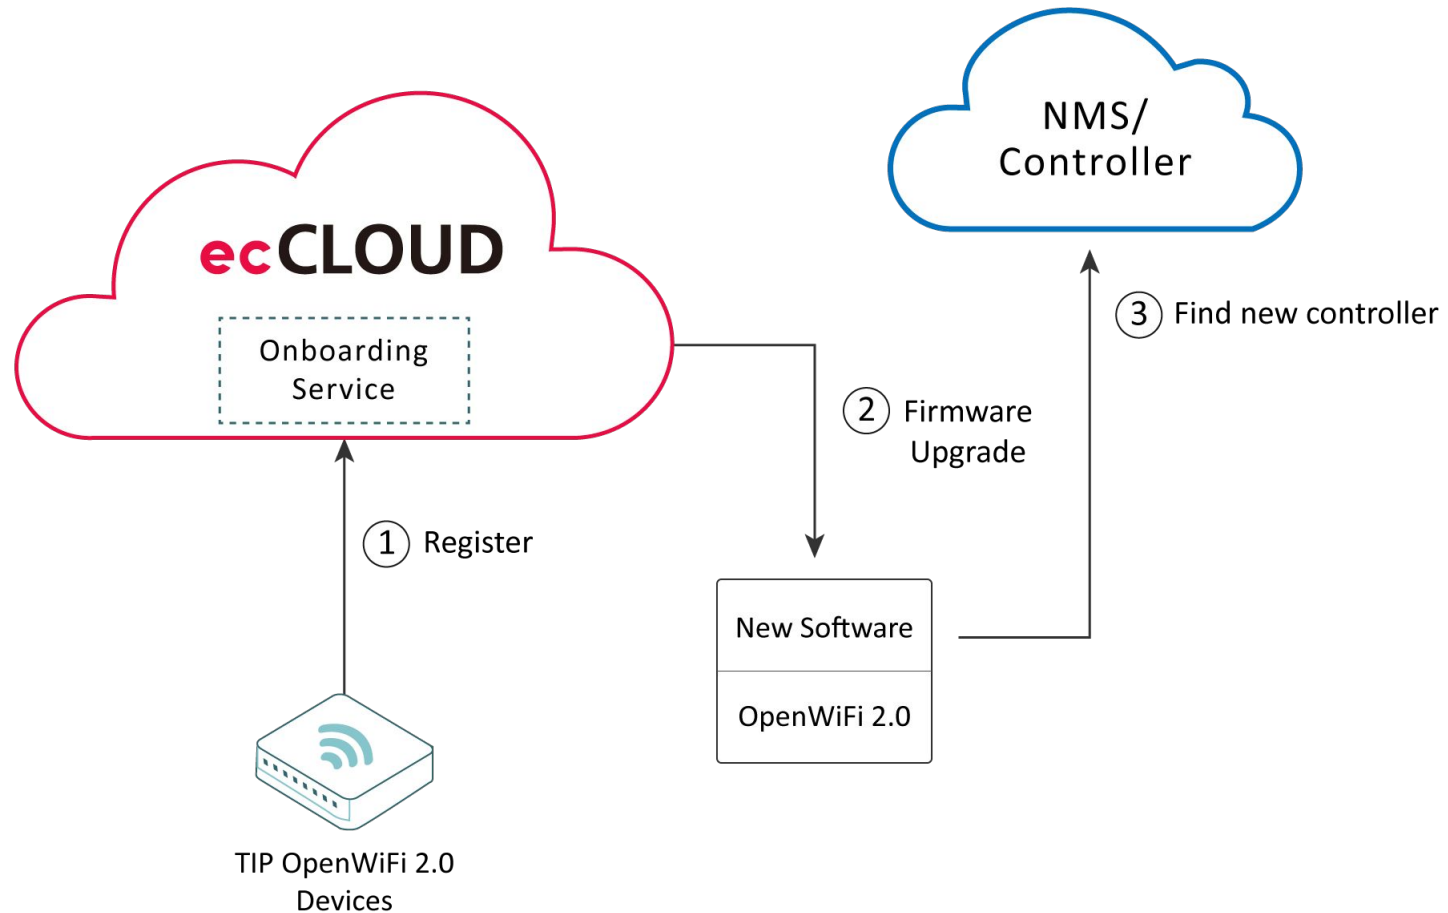 NMS/
Controller
ecCLOUD
Onboarding
Service
3 Find new controller
2 Firmware
Upgrade
1 Register
New Software
OpenWiFi 2.0
TIP OpenWiFi 2.0
Devices